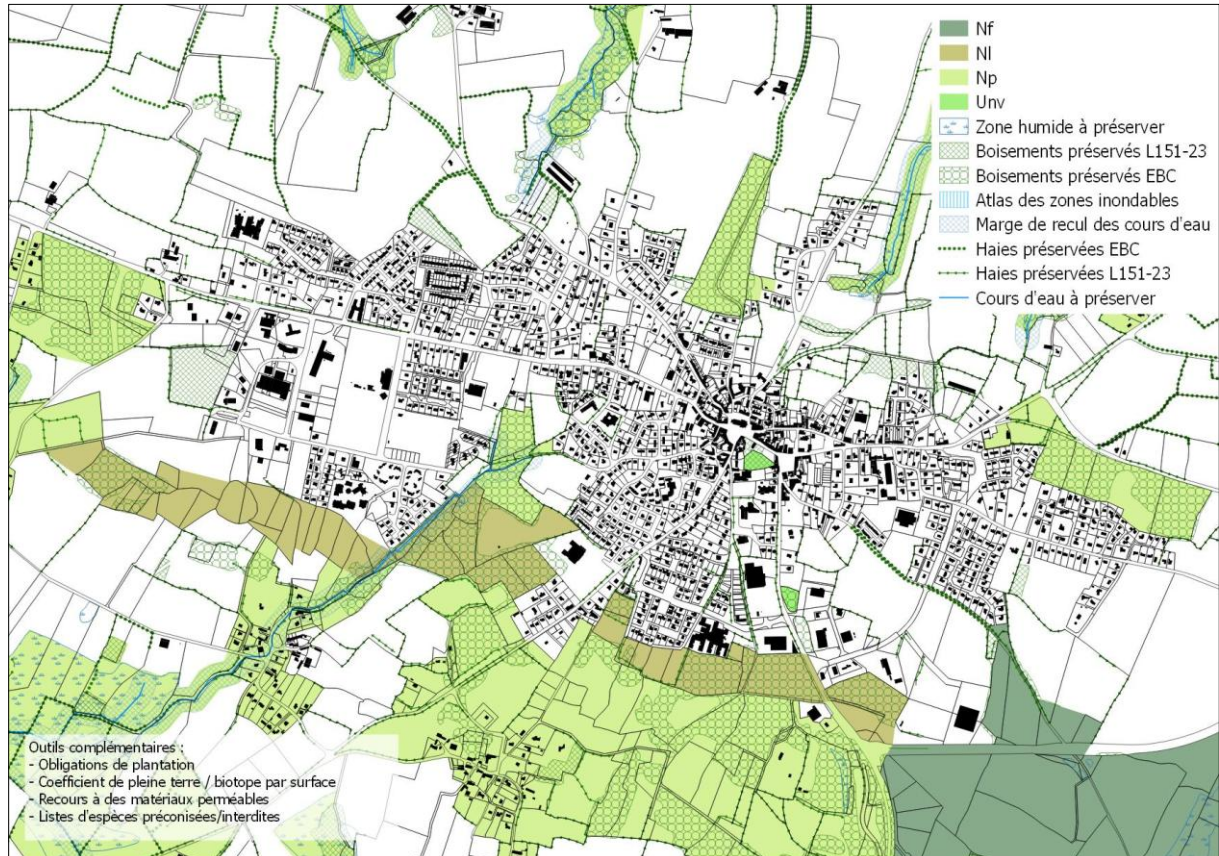 Nf
Nl
Np
Unv
Zone humide à préserver
Boisements préservés L151-23
Boisements préservés EBC
Atlas des zones inondables
Marge de recul des cours d'eau
Haies préservées EBC
Haies préservées L151-23
Cours d'eau à préserver
Outils complémentaires :
- Obligations de plantation
- Coefficient de pleine terre / biotope par surface
- Recours à des matériaux perméables
- Listes d'espèces préconisées/interdites